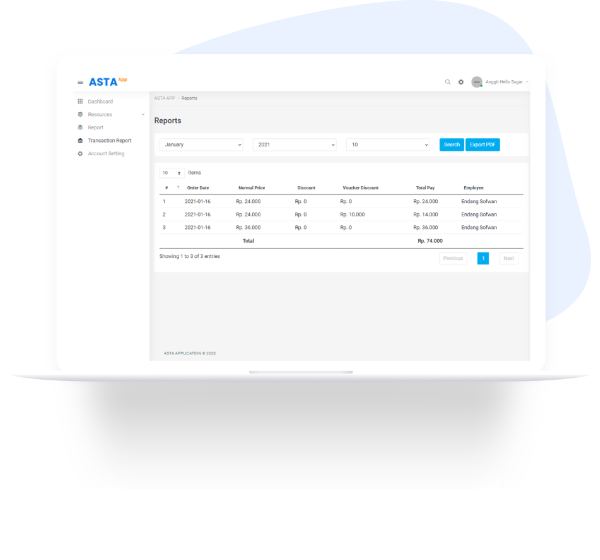 ASTA
Anggit Hello Sugar
Dashboard
ASTA APP / Reports
Resources
Report
Reports
Transaction Report
Account Setting
January 2021 10 Search Export PDF
10 items
# Order Date Normal Price Discount Voucher Discount Total Pay Employee
1 2021-01-16 Rp. 24.000 Rp. 0 Rp. 0 Rp. 24.000 Endang Sofwan
2 2021-01-16 Rp. 24.000 Rp. 0 Rp. 10.000 Rp. 14.000 Endang Sofwan
3 2021-01-16 Rp. 36.000 Rp. 0 Rp. 0 Rp. 36.000 Endang Sofwan
Total Rp. 74.000
Showing 1 to 3 of 3 entries
Previous 1 Next
ASTA APPLICATION © 2020